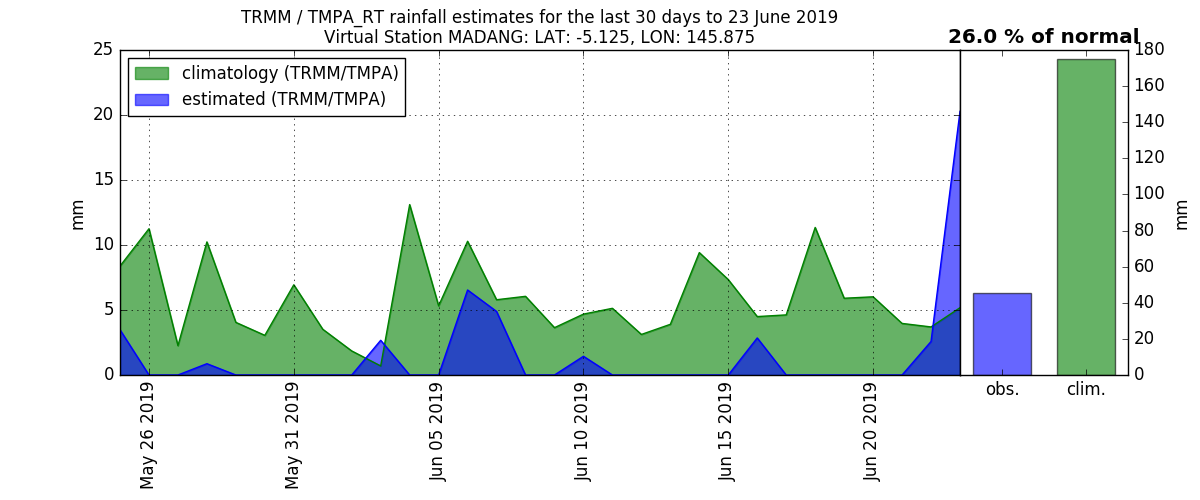 TRMM / TMPA_RT rainfall estimates for the last 30 days to 23 June 2019
Virtual Station MADANG: LAT: -5.125, LON: 145.875
26.0 % of normal
climatology (TRMM/TMPA)
estimated (TRMM/TMPA)
mm
25
20
15
10
5
0
May 26 2019
May 31 2019
Jun 05 2019
Jun 10 2019
Jun 15 2019
Jun 20 2019
obs.
clim.
180
160
140
120
100
80
60
40
20
0
mm